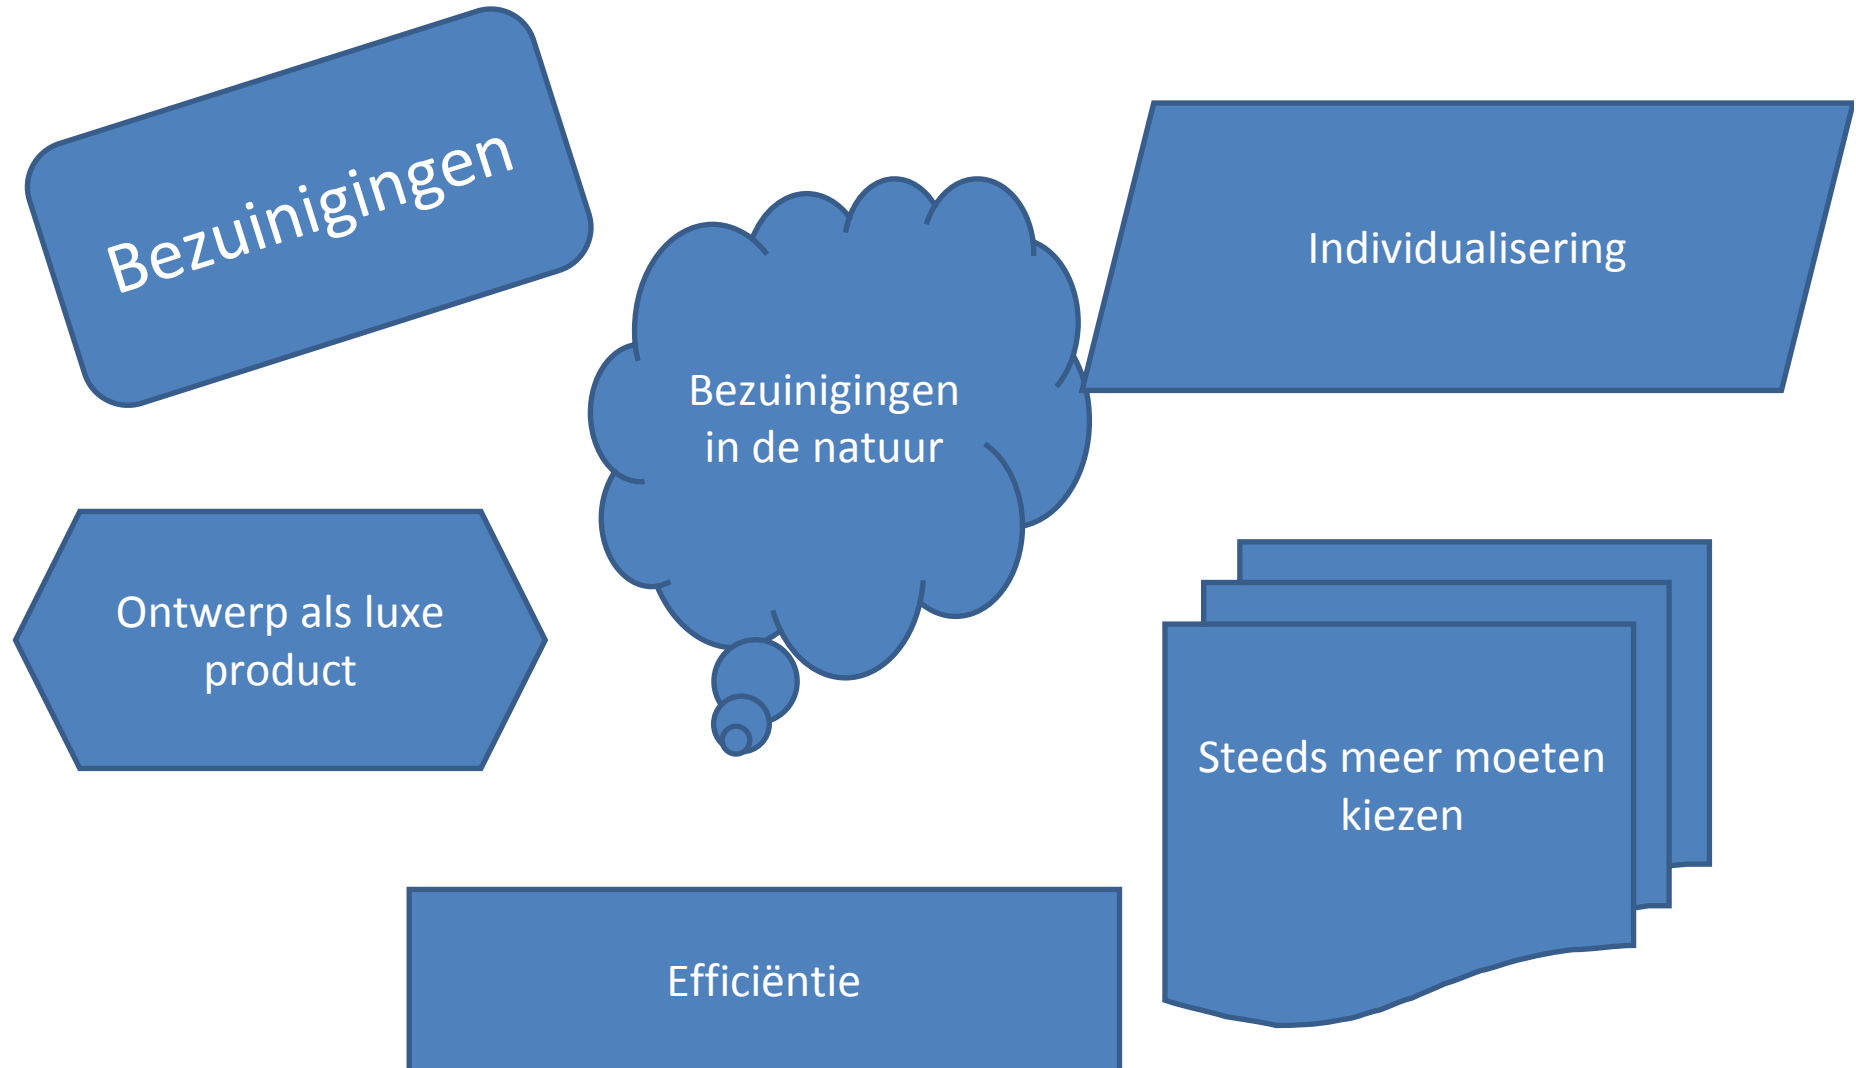 Bezuinigingen
Individualisering
Bezuinigingen
in de natuur
Ontwerp als luxe
product
Steeds meer moeten
kiezen
Efficiëntie